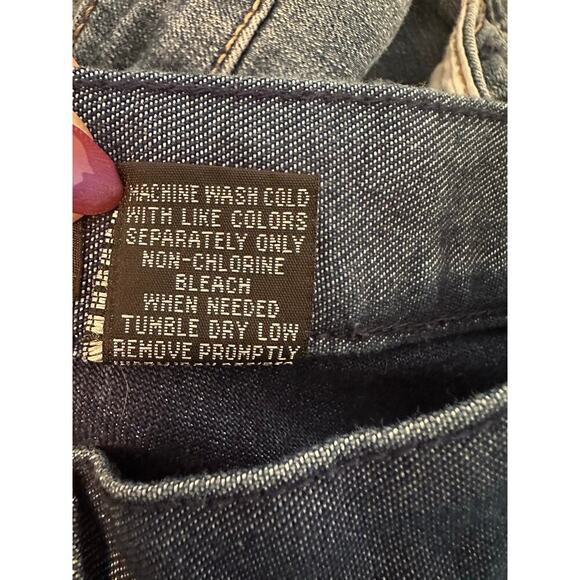 MACHINE WASH COLD
WITH LIKE COLORS
SEPARATELY ONLY
NON-CHLORINE
BLEACH
WHEN NEEDED
TUMBLE DRY LOW
REMOVE PROMPTLY